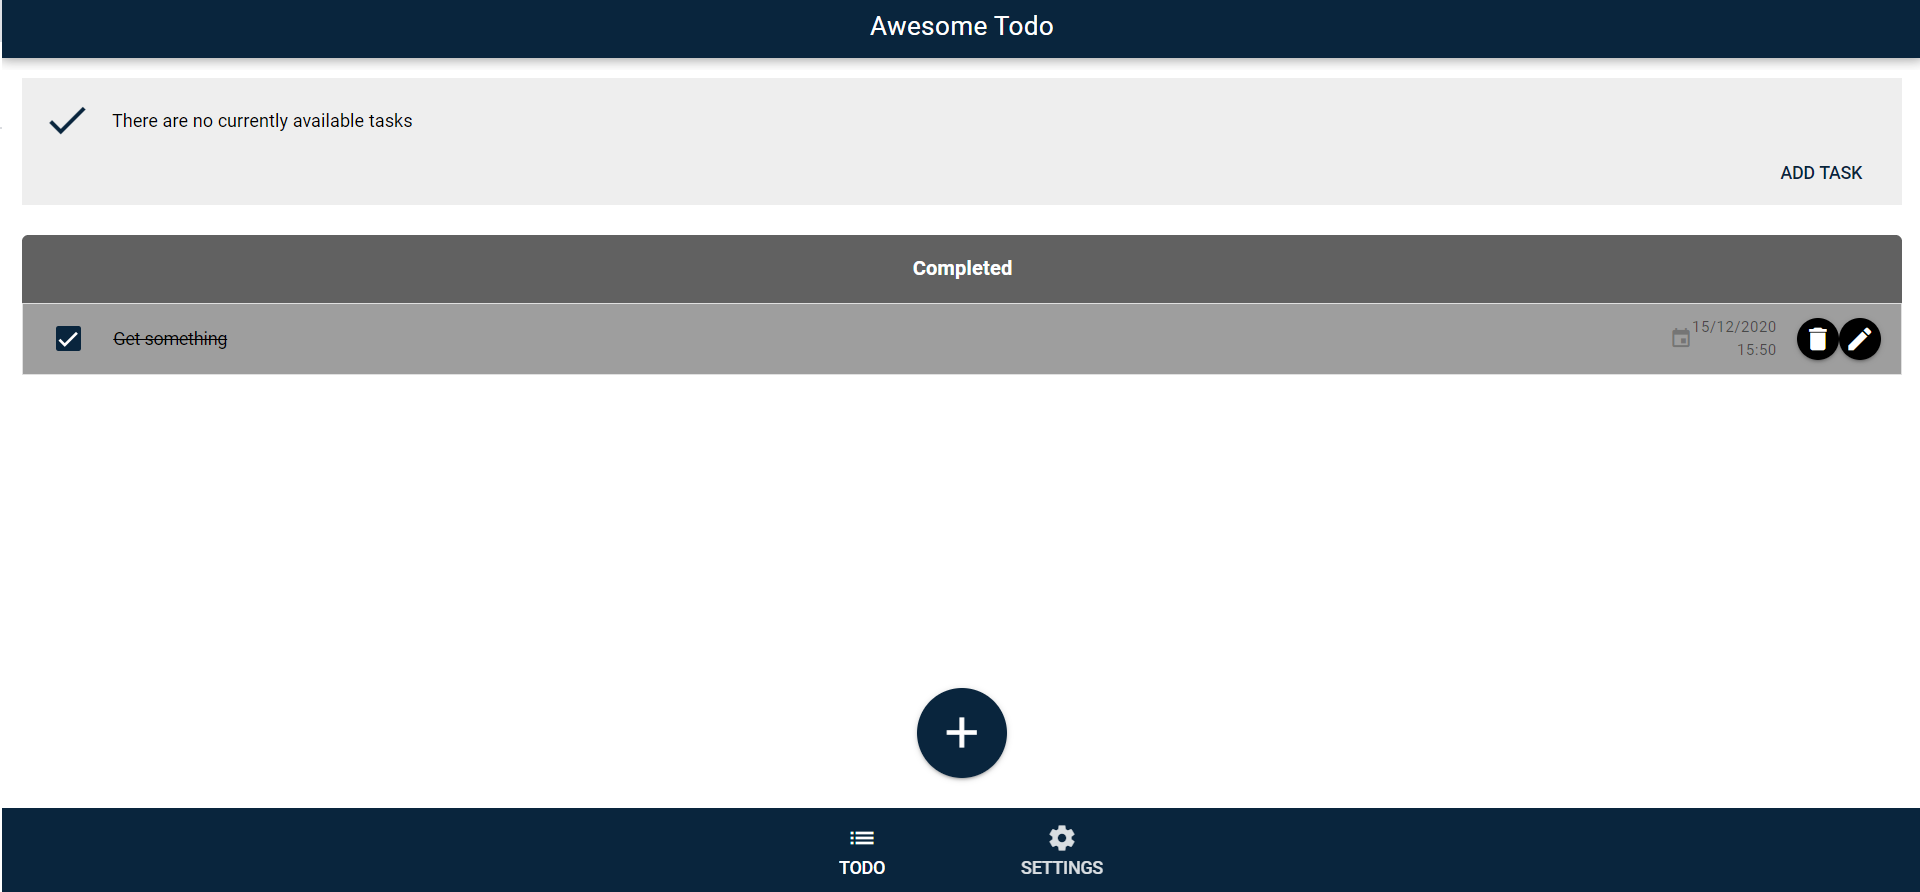 Awesome Todo
There are no currently available tasks
ADD TASK
Completed
Get something
15/12/2020
15:50
TODO
SETTINGS